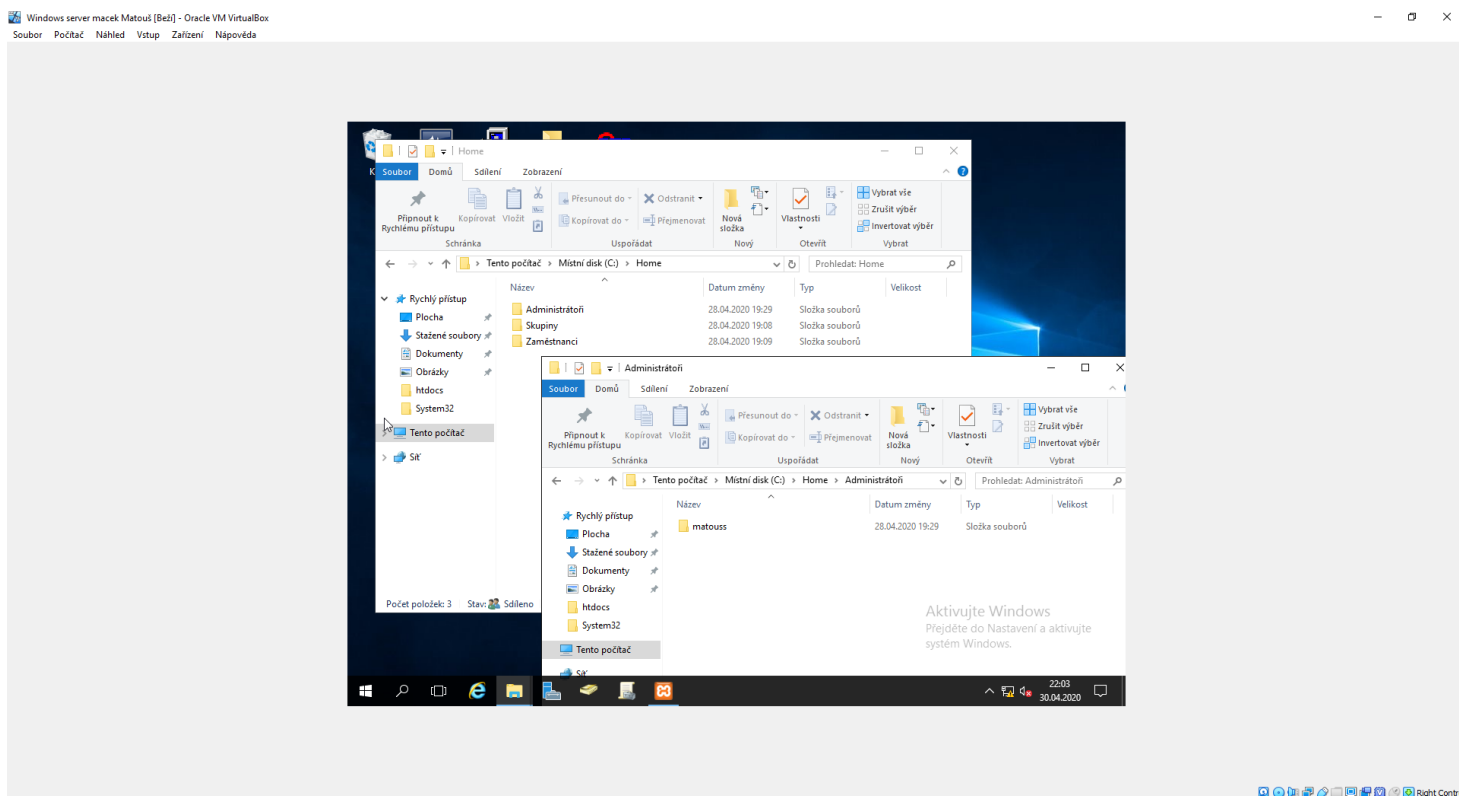 Windows server macek Matouš [Beží] - Oracle VM VirtualBox
Soubor Počítač Náhled Vstup Zařízení Nápověda
Home
Soubor Domů Sdílení Zobrazení
Připnout k Rychlému přístupu
Kopírovat Vložit
Přesunout do
Kopírovat do
Odstranit
Přejmenovat
Nová složka
Vlastnosti
Vybrat vše
Zrušit výběr
Invertovat výběr
Schránka Uspořádat Nový Otevřít Vybrat
Tento počítač > Místní disk (C:) > Home
Prohledat: Home
Název Datum změny Typ Velikost
Rychlý přístup
Plocha
Stažené soubory
Dokumenty
Obrázky
htdocs
System32
Tento počítač
Síť
Administrátoři 28.04.2020 19:29 Složka souborů
Skupiny 28.04.2020 19:08 Složka souborů
Zaměstnanci 28.04.2020 19:09 Složka souborů
Počet položek: 3 Stav: Sdíleno
Administrátoři
Soubor Domů Sdílení Zobrazení
Připnout k Rychlému přístupu
Kopírovat Vložit
Přesunout do
Kopírovat do
Odstranit
Přejmenovat
Nová složka
Vlastnosti
Vybrat vše
Zrušit výběr
Invertovat výběr
Schránka Uspořádat Nový Otevřít Vybrat
Tento počítač > Místní disk (C:) > Home > Administrátoři
Prohledat: Administrátoři
Název Datum změny Typ Velikost
Rychlý přístup
Plocha
Stažené soubory
Dokumenty
Obrázky
htdocs
System32
Tento počítač
Síť
matouss 28.04.2020 19:29 Složka souborů
Aktivujte Windows
Přejděte do Nastavení a aktivujte
systém Windows.
22:03
30.04.2020
Right Contr